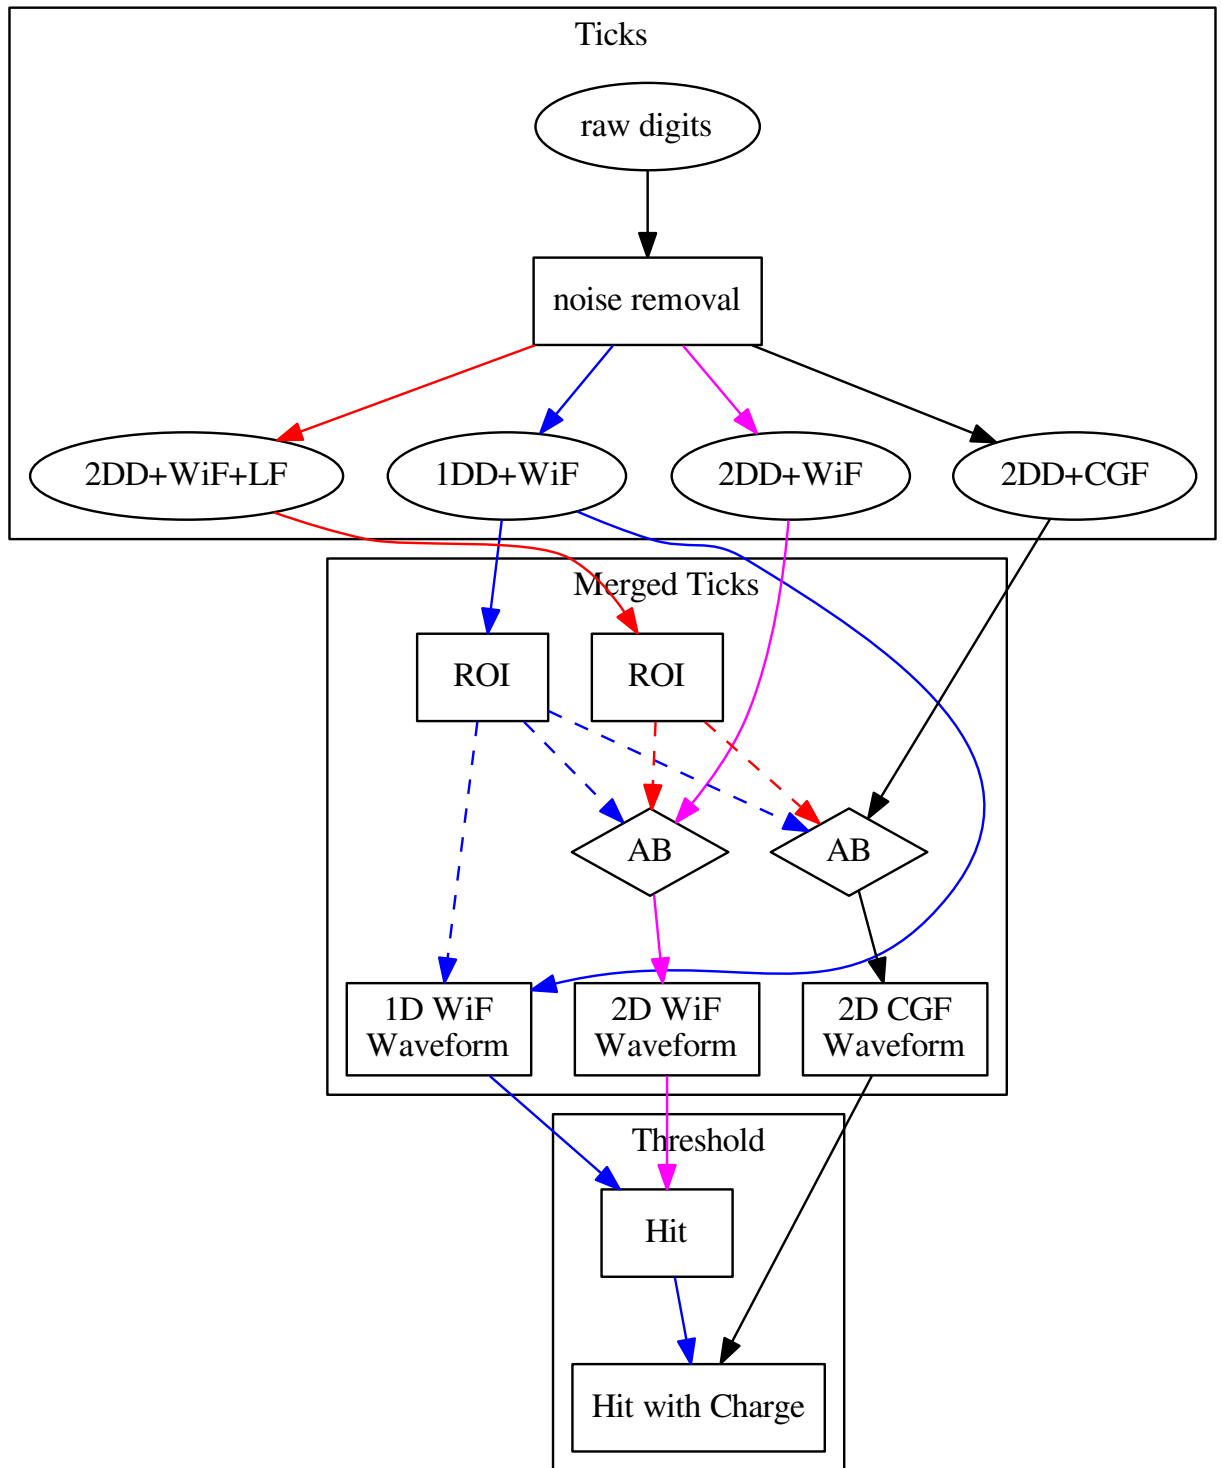 Ticks
raw digits
noise removal
2DD+WiF+LF
1DD+WiF
2DD+WiF
2DD+CGF
Merged Ticks
ROI
ROI
AB
AB
1D WiF
Waveform
2D WiF
Waveform
2D CGF
Waveform
Threshold
Hit
Hit with Charge